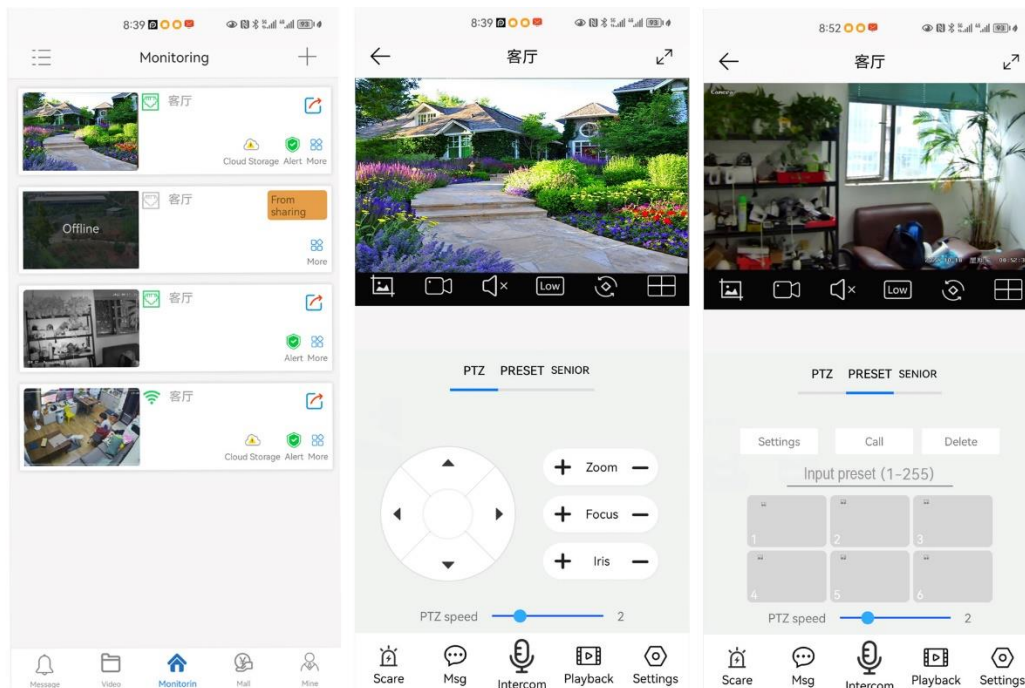 8:39
93
Monitoring
客厅
Cloud Storage Alert More
Offline
客厅
From
sharing
More
客厅
Alert More
客厅
Cloud Storage Alert More
Message Video Monitorin Mall Mine
8:39
93
客厅
Low
PTZ PRESET SENIOR
+ Zoom −
+ Focus −
+ Iris −
PTZ speed 2
Scare Msg Intercom Playback Settings
8:52
93
客厅
Low
PTZ PRESET SENIOR
Settings Call Delete
Input preset (1-255)
1 2 3
4 5 6
PTZ speed 2
Scare Msg Intercom Playback Settings